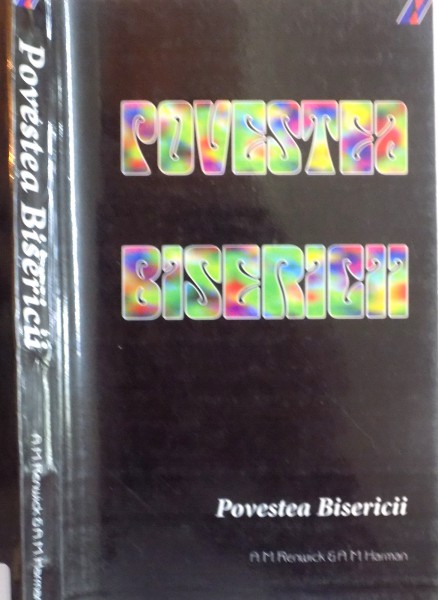 Povestea Bisericii
A M Renwick & A M Harman
POVESTEA
BISERICII
Povestea Bisericii
A M Renwick & A M Harman